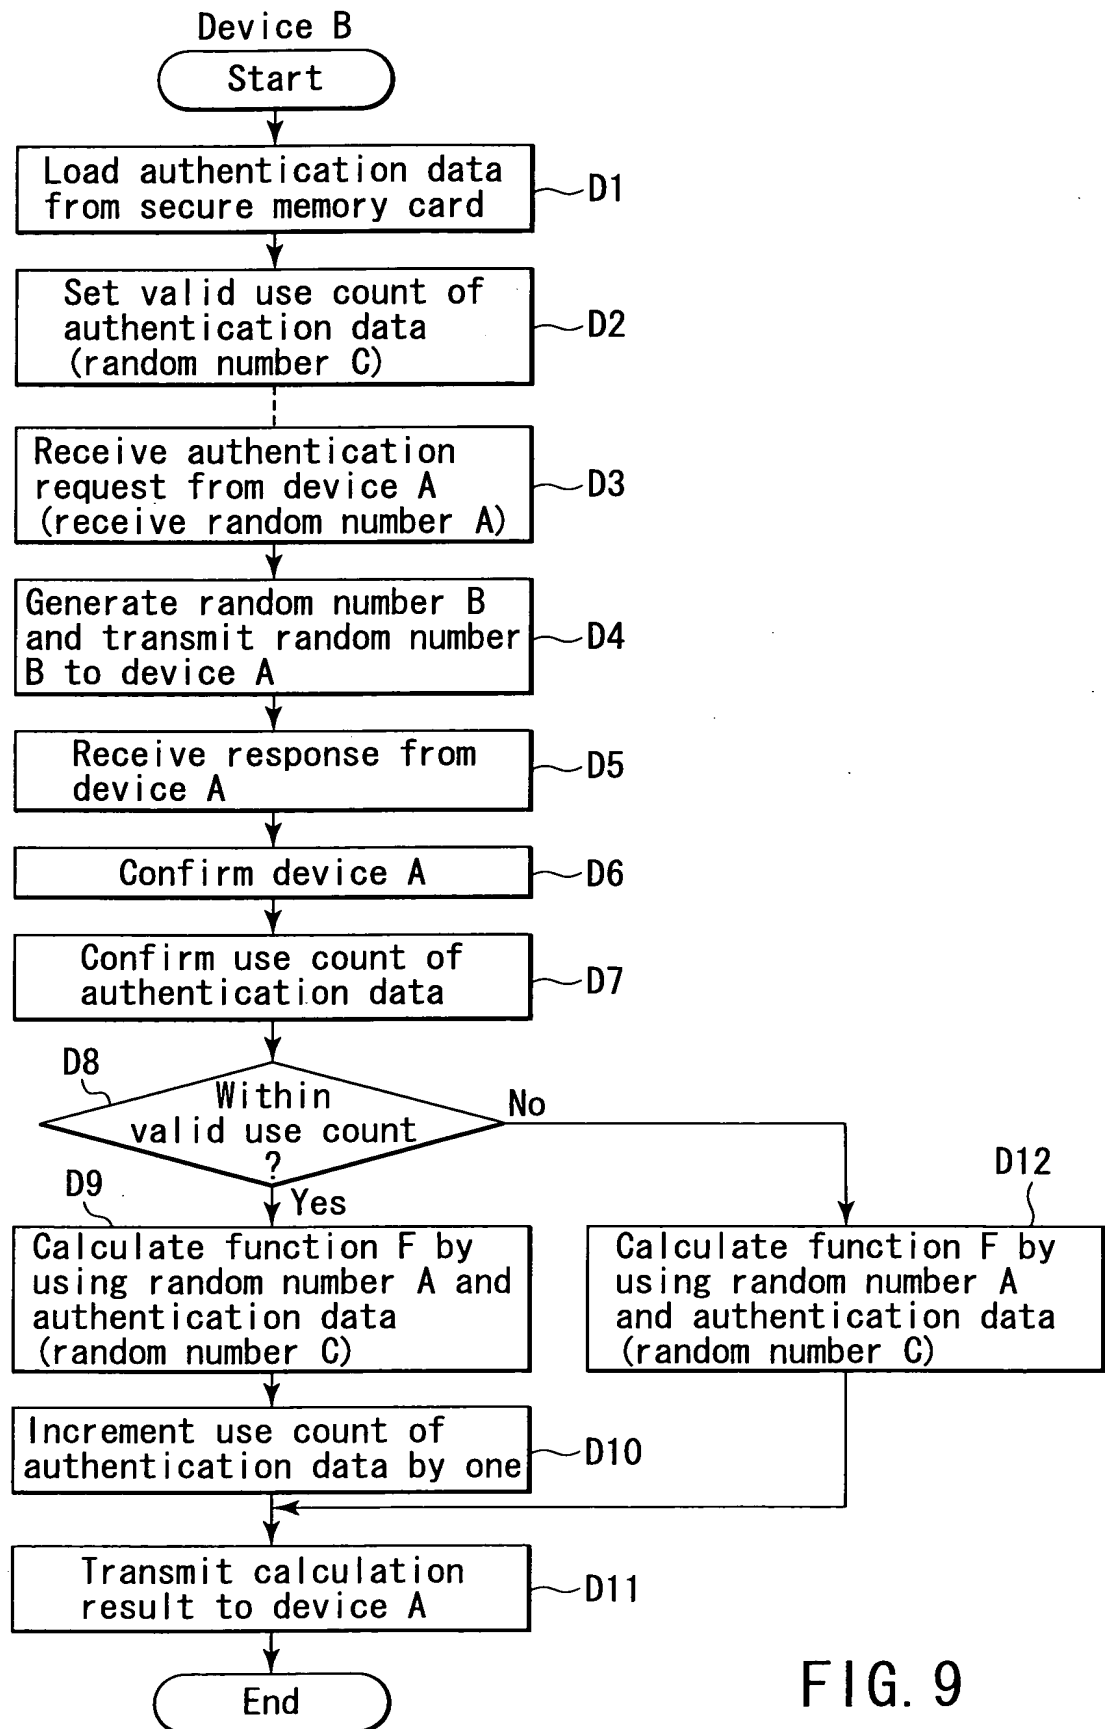 Device B
Start
Load authentication data
from secure memory card
D1
Set valid use count of
authentication data
(random number C)
D2
Receive authentication
request from device A
(receive random number A)
D3
Generate random number B
and transmit random number
B to device A
D4
Receive response from
device A
D5
Confirm device A
D6
Confirm use count of
authentication data
D7
D8
Within
valid use count
?
No
Yes
D9
Calculate function F by
using random number A and
authentication data
(random number C)
D12
Calculate function F by
using random number A
and authentication data
(random number C)
Increment use count of
authentication data by one
D10
Transmit calculation
result to device A
D11
End
FIG. 9